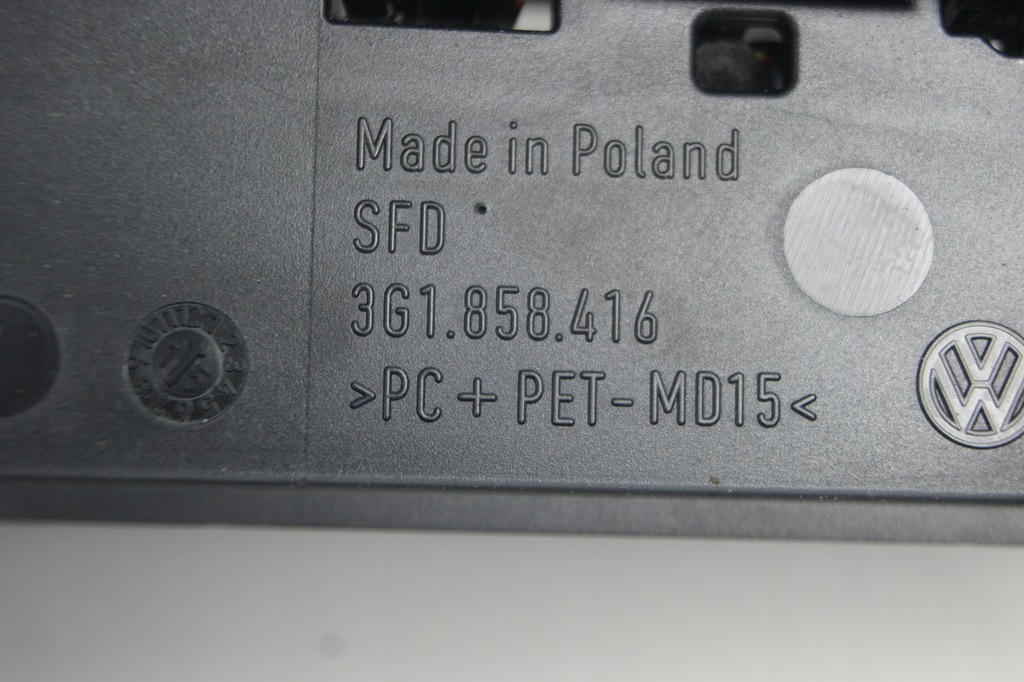 Made in Poland
SFD
3G1.858.416
>PC+PET-MD15<